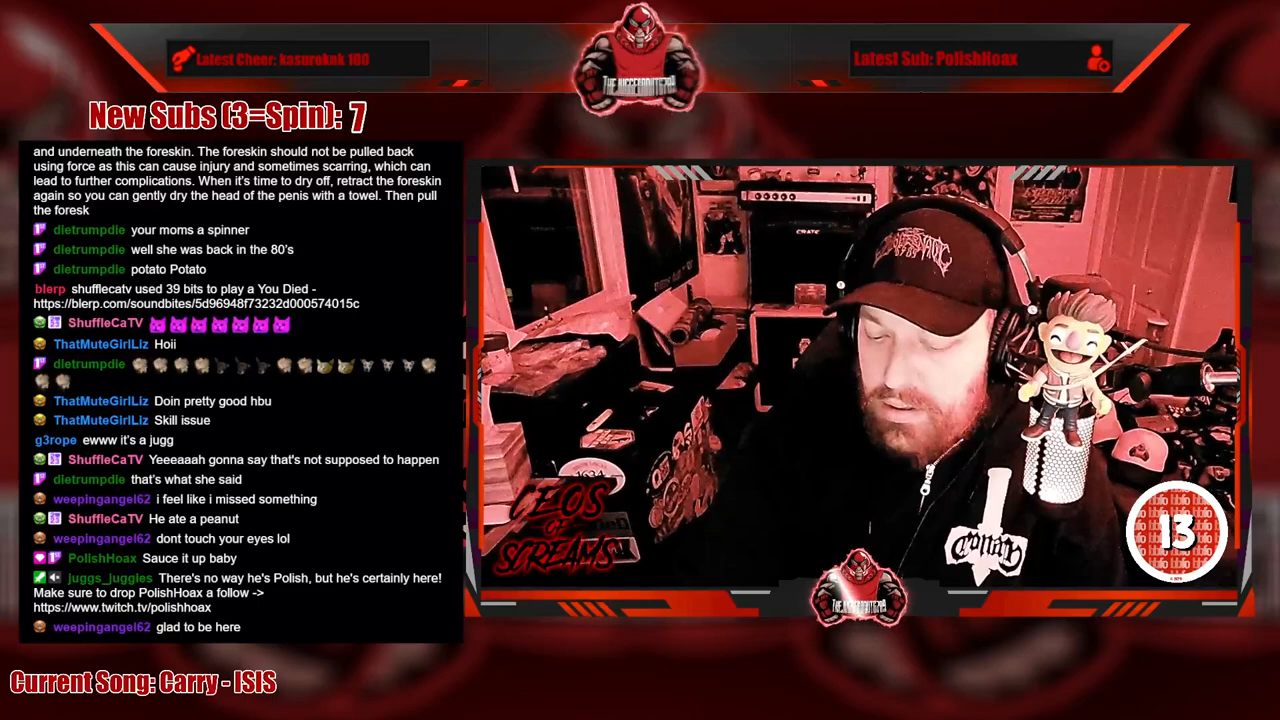 Latest Cheer: kasuroknk 100
THEJUGGERNAUT6789
Latest Sub: PolishHoax
New Subs (3=Spin): 7
and underneath the foreskin. The foreskin should not be pulled back
using force as this can cause injury and sometimes scarring, which can
lead to further complications. When it's time to dry off, retract the foreskin
again so you can gently dry the head of the penis with a towel. Then pull
the foresk
dietrumpdie your moms a spinner
dietrumpdie well she was back in the 80's
dietrumpdie potato Potato
blerp shufflecatv used 39 bits to play a You Died -
https://blerp.com/soundbites/5d96948f73232d000574015c
ShuffleCaTV
ThatMuteGirlLiz Hoii
dietrumpdie
ThatMuteGirlLiz Doin pretty good hbu
ThatMuteGirlLiz Skill issue
g3rope ewww it's a jugg
ShuffleCaTV Yeeeaaah gonna say that's not supposed to happen
dietrumpdie that's what she said
weepingangel62 i feel like i missed something
ShuffleCaTV He ate a peanut
weepingangel62 dont touch your eyes lol
PolishHoax Sauce it up baby
juggs_juggles There's no way he's Polish, but he's certainly here!
Make sure to drop PolishHoax a follow ->
https://www.twitch.tv/polishhoax
weepingangel62 glad to be here
CRATE
CEOS
OF
SCREAMS
conan
13
Current Song: Carry - ISIS